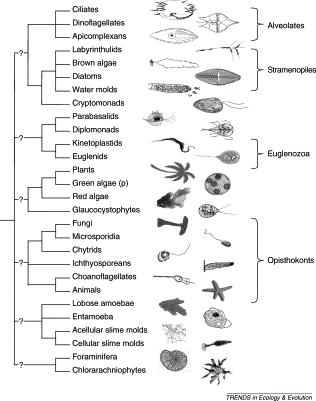 Ciliates
Dinoflagellates
Apicomplexans
Alveolates
Labyrinthulids
Brown algae
Diatoms
Water molds
Stramenopiles
Cryptomonads
Parabasalids
Diplomonads
Kinetoplastids
Euglenids
Euglenozoa
Plants
Green algae (p)
Red algae
Glaucocystophytes
Fungi
Microsporidia
Chytrids
Ichthyosporeans
Choanoflagellates
Animals
Opisthokonts
Lobose amoebae
Entamoeba
Acellular slime molds
Cellular slime molds
Foraminifera
Chlorarachniophytes
?
?
?
?
?
?
TRENDS in Ecology & Evolution